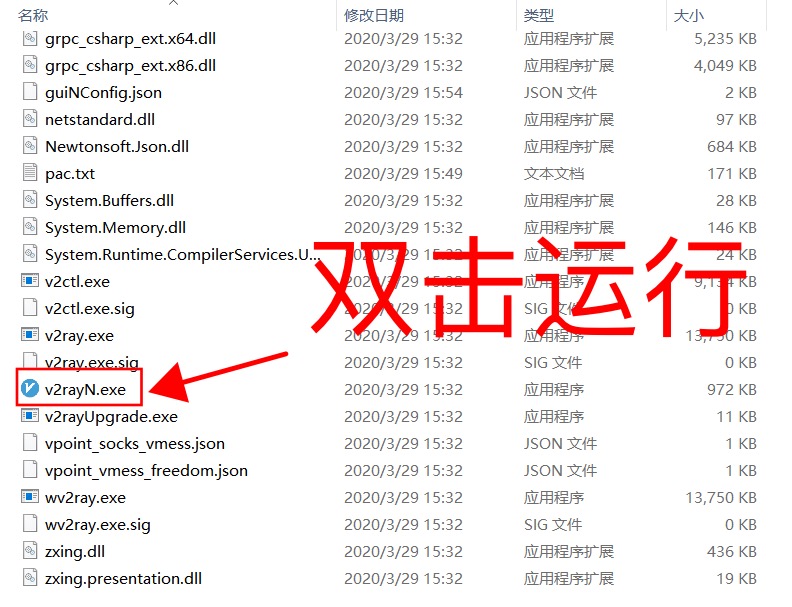 名称 修改日期 类型 大小
grpc_csharp_ext.x64.dll 2020/3/29 15:32 应用程序扩展 5,235 KB
grpc_csharp_ext.x86.dll 2020/3/29 15:32 应用程序扩展 4,049 KB
guiNConfig.json 2020/3/29 15:54 JSON 文件 2 KB
netstandard.dll 2020/3/29 15:32 应用程序扩展 97 KB
Newtonsoft.Json.dll 2020/3/29 15:32 应用程序扩展 684 KB
pac.txt 2020/3/29 15:49 文本文档 171 KB
System.Buffers.dll 2020/3/29 15:32 应用程序扩展 28 KB
System.Memory.dll 2020/3/29 15:32 应用程序扩展 146 KB
System.Runtime.CompilerServices.U... 2020/3/29 15:32 应用程序扩展 24 KB
双击运行
v2ctl.exe 2020/3/29 15:32 应用程序 9,134 KB
v2ctl.exe.sig 2020/3/29 15:32 SIG 文件 0 KB
v2ray.exe 2020/3/29 15:32 应用程序 13,750 KB
v2ray.exe.sig 2020/3/29 15:32 SIG 文件 0 KB
v2rayN.exe 2020/3/29 15:32 应用程序 972 KB
v2rayUpgrade.exe 2020/3/29 15:32 应用程序 11 KB
vpoint_socks_vmess.json 2020/3/29 15:32 JSON 文件 1 KB
vpoint_vmess_freedom.json 2020/3/29 15:32 JSON 文件 1 KB
wv2ray.exe 2020/3/29 15:32 应用程序 13,750 KB
wv2ray.exe.sig 2020/3/29 15:32 SIG 文件 0 KB
zxing.dll 2020/3/29 15:32 应用程序扩展 436 KB
zxing.presentation.dll 2020/3/29 15:32 应用程序扩展 19 KB